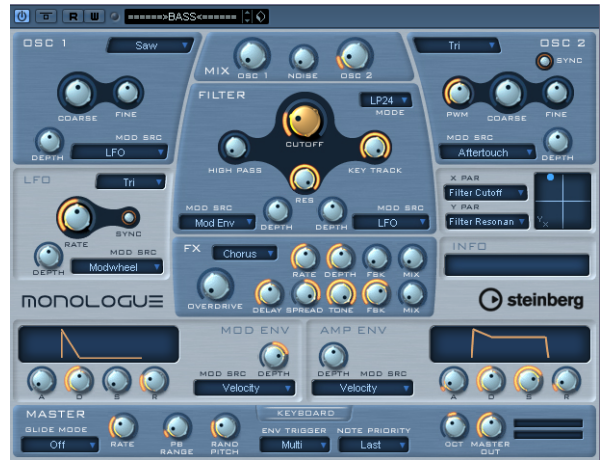 R W ======>BASS<======
OSC 1 Saw
COARSE FINE
DEPTH MOD SRC LFO
MIX OSC 1 NOISE OSC 2
FILTER LP24 MODE
CUTOFF
HIGH PASS KEY TRACK
RES
MOD SRC Mod Env DEPTH DEPTH MOD SRC LFO
Tri OSC 2
SYNC
PWM COARSE FINE
MOD SRC Aftertouch DEPTH
LFO Tri
RATE SYNC
DEPTH MOD SRC Modwheel
X PAR
Filter Cutoff
Y PAR
Filter Resonan
Y X
INFO
FX Chorus RATE DEPTH FBK MIX
OVERDRIVE DELAY SPREAD TONE FBK MIX
MONOLOGUE
steinberg
MOD ENV
MOD SRC DEPTH
A D S R Velocity
AMP ENV
DEPTH MOD SRC
Velocity A D S R
MASTER KEYBOARD
GLIDE MODE ENV TRIGGER NOTE PRIORITY
Off RATE PB RANGE RAND PITCH Multi Last OCT MASTER OUT